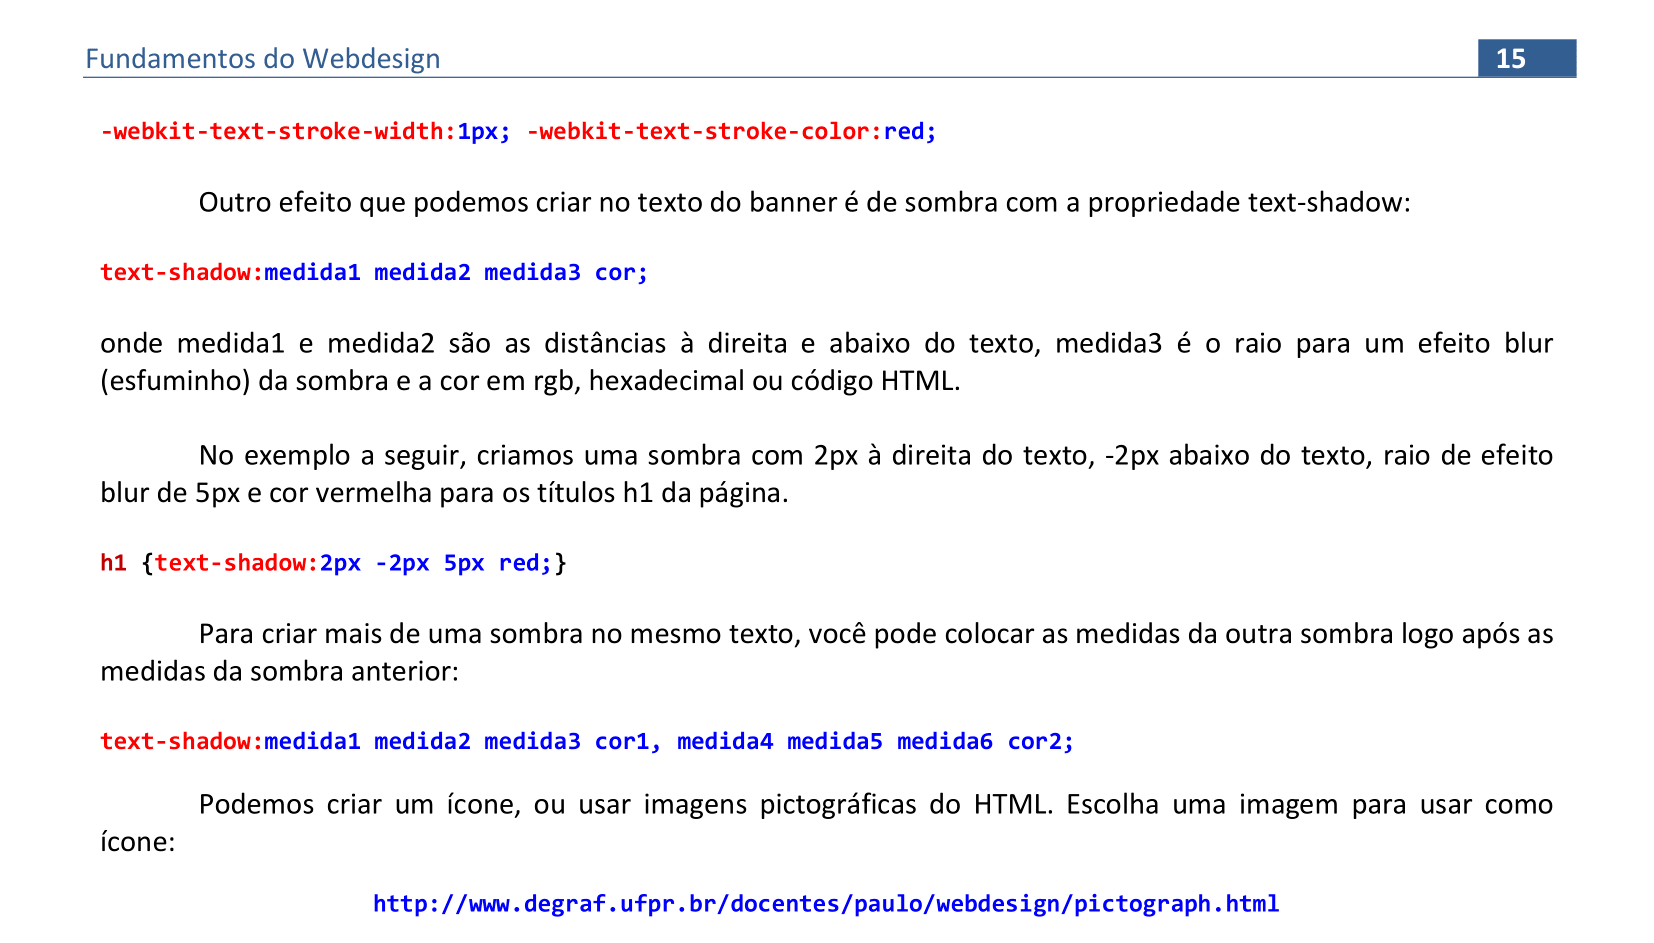 Fundamentos do Webdesign 15
-webkit-text-stroke-width:1px; -webkit-text-stroke-color:red;
Outro efeito que podemos criar no texto do banner é de sombra com a propriedade text-shadow:
text-shadow:medida1 medida2 medida3 cor;
onde medida1 e medida2 são as distâncias à direita e abaixo do texto, medida3 é o raio para um efeito blur
(esfuminho) da sombra e a cor em rgb, hexadecimal ou código HTML.
No exemplo a seguir, criamos uma sombra com 2px à direita do texto, -2px abaixo do texto, raio de efeito
blur de 5px e cor vermelha para os títulos h1 da página.
h1 {text-shadow:2px -2px 5px red;}
Para criar mais de uma sombra no mesmo texto, você pode colocar as medidas da outra sombra logo após as
medidas da sombra anterior:
text-shadow:medida1 medida2 medida3 cor1, medida4 medida5 medida6 cor2;
Podemos criar um ícone, ou usar imagens pictográficas do HTML. Escolha uma imagem para usar como
ícone:
http://www.degraf.ufpr.br/docentes/paulo/webdesign/pictograph.html